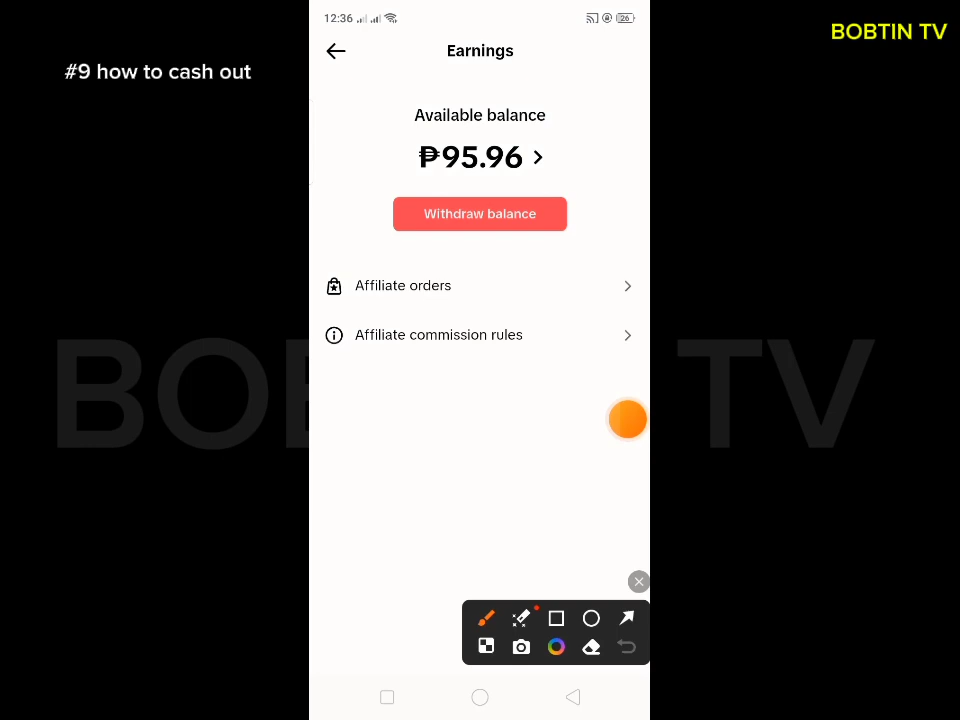 12:36
26
BOBTIN TV
#9 how to cash out
Earnings
Available balance
₱95.96
Withdraw balance
Affiliate orders
Affiliate commission rules
BOB
TV